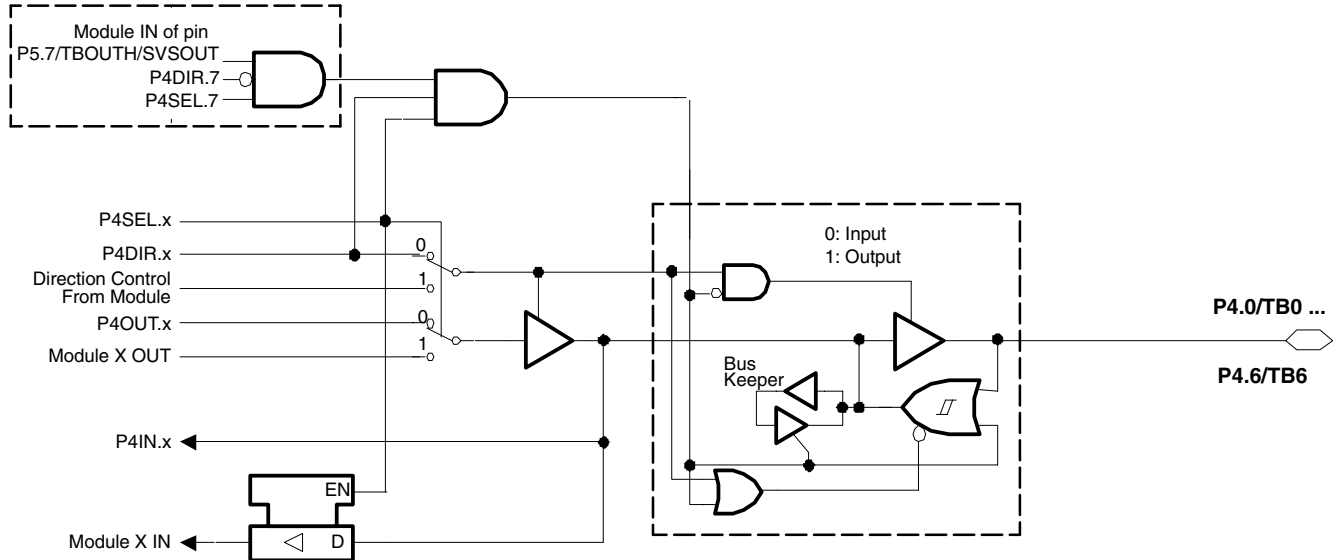 Module IN of pin
P5.7/TBOUTH/SVSOUT
P4DIR.7
P4SEL.7
P4SEL.x
P4DIR.x
0
Direction Control
From Module
1
P4OUT.x
0
Module X OUT
1
0: Input
1: Output
P4.0/TB0 ...
P4.6/TB6
Bus
Keeper
P4IN.x
EN
Module X IN
D